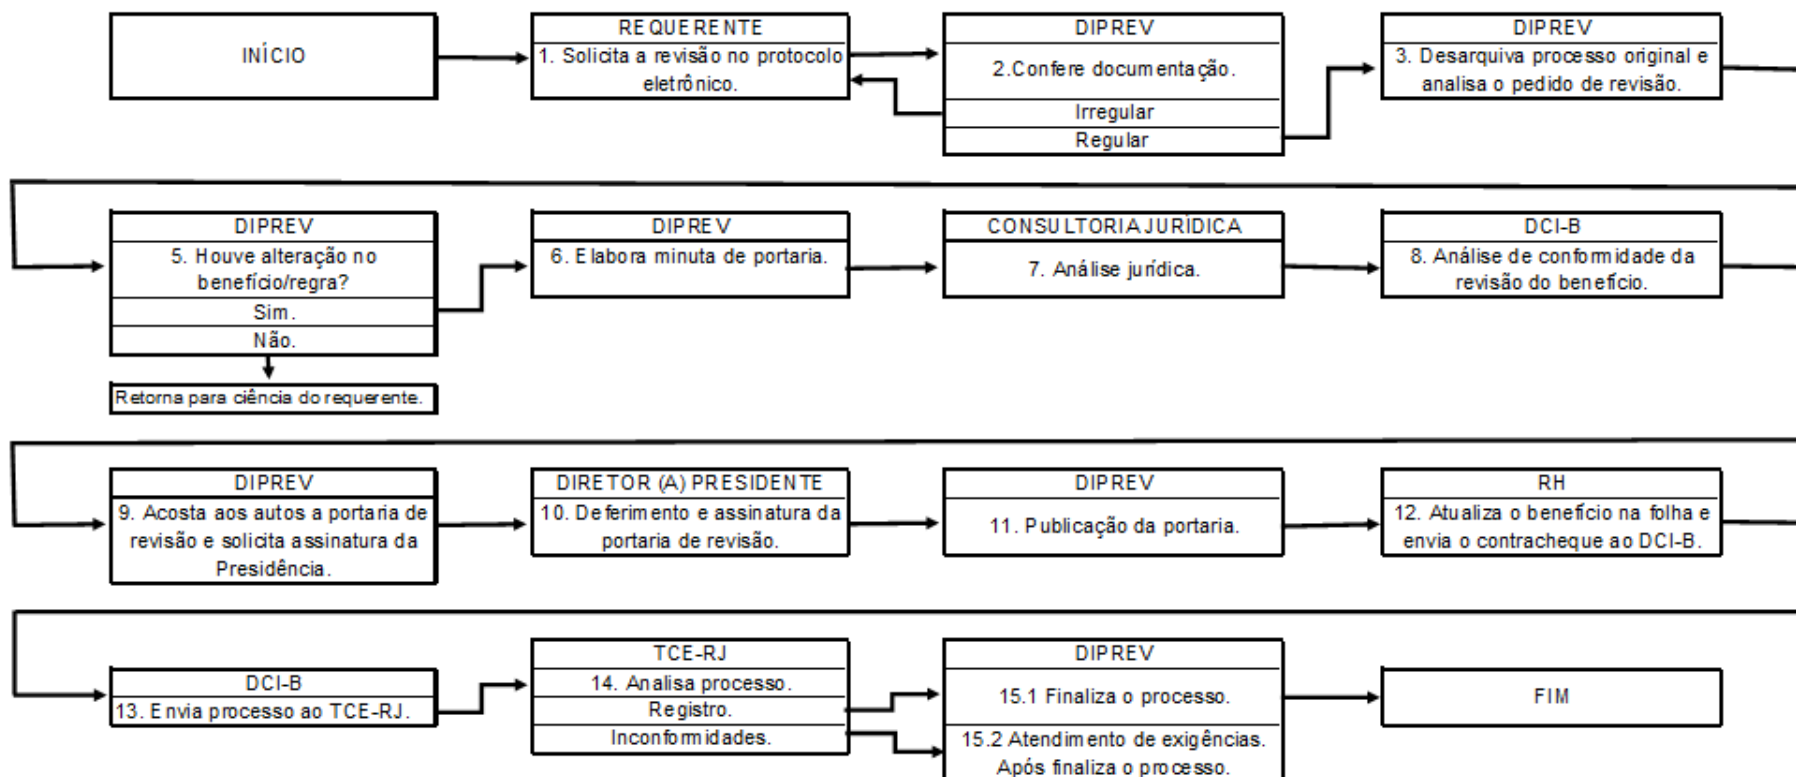 INÍCIO
REQUERENTE
1. Solicita a revisão no protocolo
eletrônico.
DIPREV
2.Confere documentação.
Irregular
Regular
DIPREV
3. Desarquiva processo original e
analisa o pedido de revisão.
DIPREV
5. Houve alteração no
benefício/regra?
Sim.
Não.
Retorna para ciência do requerente.
DIPREV
6. Elabora minuta de portaria.
CONSULTORIA JURÍDICA
7. Análise jurídica.
DCI-B
8. Análise de conformidade da
revisão do benefício.
DIPREV
9. Acosta aos autos a portaria de
revisão e solicita assinatura da
Presidência.
DIRETOR (A) PRESIDENTE
10. Deferimento e assinatura da
portaria de revisão.
DIPREV
11. Publicação da portaria.
RH
12. Atualiza o benefício na folha e
envia o contracheque ao DCI-B.
DCI-B
13. Envia processo ao TCE-RJ.
TCE-RJ
14. Analisa processo.
Registro.
Inconformidades.
DIPREV
15.1 Finaliza o processo.
15.2 Atendimento de exigências.
Após finaliza o processo.
FIM